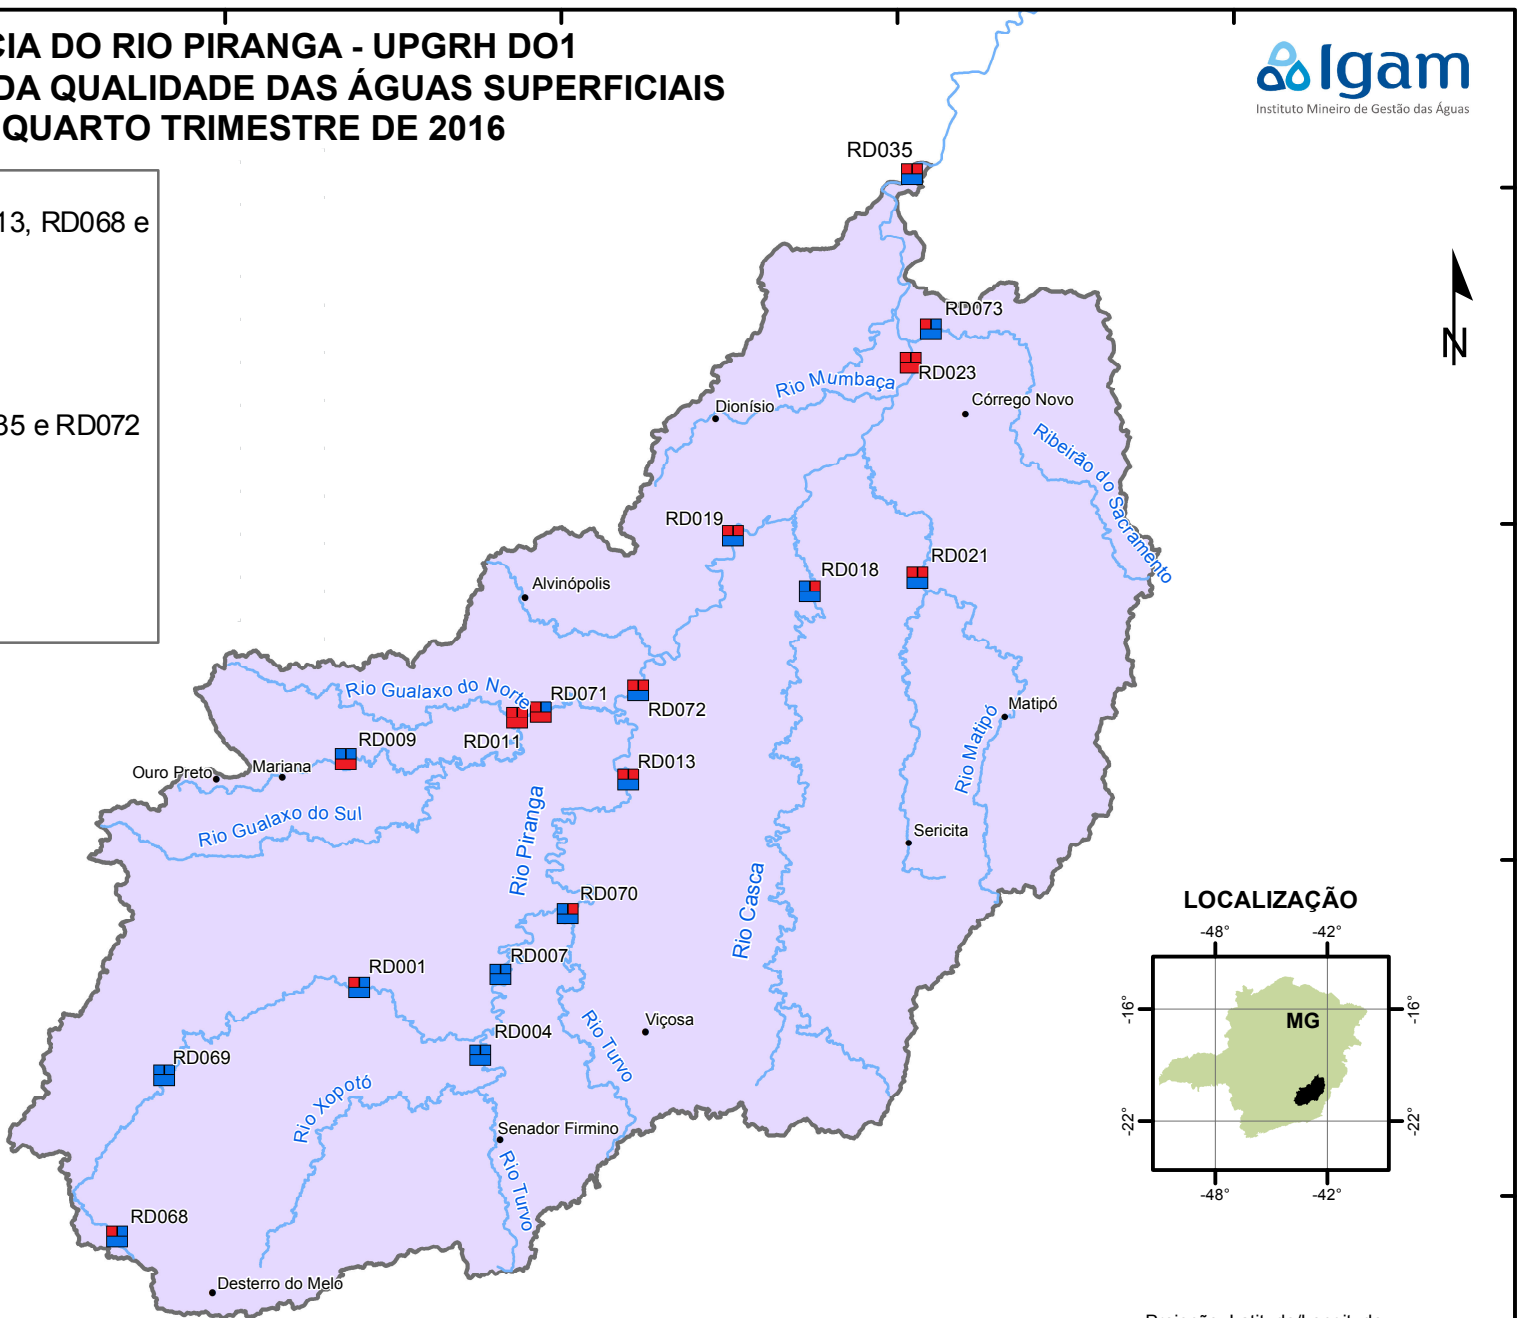 CIA DO RIO PIRANGA - UPGRH DO1
DA QUALIDADE DAS ÁGUAS SUPERFICIAIS
QUARTO TRIMESTRE DE 2016
Igam
Instituto Mineiro de Gestão das Águas
13, RD068 e
35 e RD072
RD035
N
RD073
RD023
Rio Mumbaça
Córrego Novo
Dionísio
Ribeirão do Sacramento
RD019
RD021
RD018
Alvinópolis
Rio Gualaxo do Norte
RD071
RD072
Matipó
RD011
RD009
RD013
Rio Matipó
Ouro Preto
Mariana
Rio Gualaxo do Sul
Rio Piranga
Sericita
Rio Casca
RD070
RD007
RD001
RD004
Viçosa
Rio Turvo
RD069
Rio Xopotó
Senador Firmino
Rio Turvo
RD068
Desterro do Melo
LOCALIZAÇÃO
-48°
-42°
-16°
-16°
MG
-22°
-22°
-48°
-42°